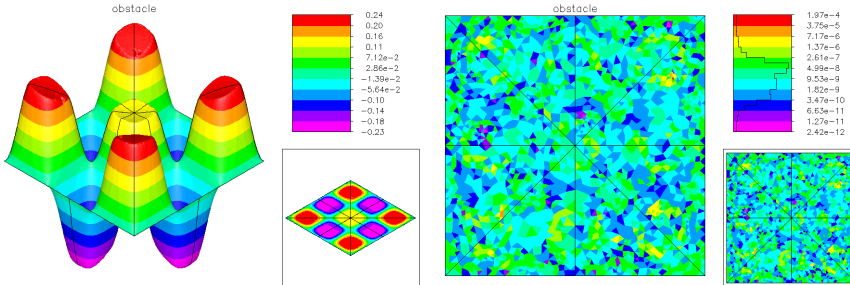 obstacle
0.24
0.20
0.16
0.11
7.12e-2
2.86e-2
-1.39e-2
-5.64e-2
-0.10
-0.14
-0.18
-0.23
obstacle
1.97e-4
3.75e-5
7.17e-6
1.37e-6
2.61e-7
4.99e-8
9.53e-9
1.82e-9
3.47e-10
6.63e-11
1.27e-11
2.42e-12